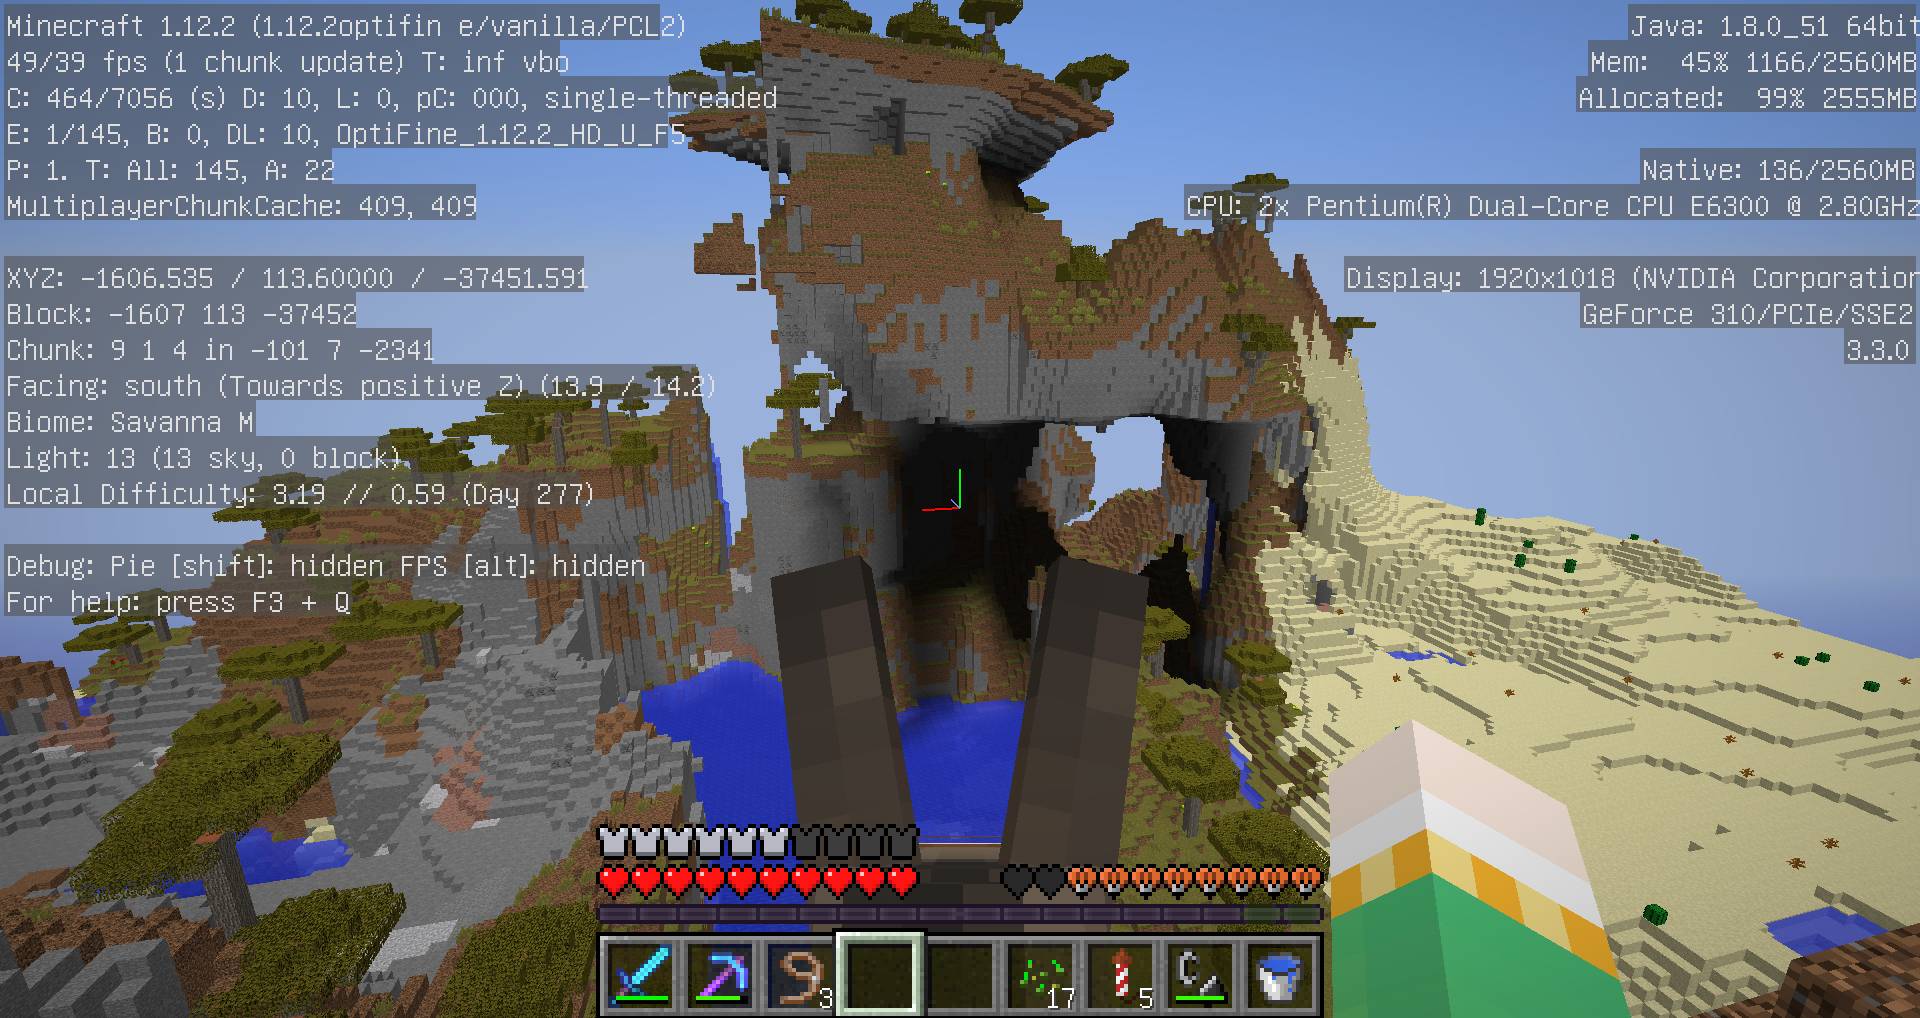 Minecraft 1.12.2 (1.12.2optifin e/vanilla/PCL2)
49/39 fps (1 chunk update) T: inf vbo
C: 464/7056 (s) D: 10, L: 0, pC: 000, single-threaded
E: 1/145, B: 0, DL: 10, OptiFine_1.12.2_HD_U_F5
P: 1. T: All: 145, A: 22
MultiplayerChunkCache: 409, 409
XYZ: -1606.535 / 113.60000 / -37451.591
Block: -1607 113 -37452
Chunk: 9 1 4 in -101 7 -2341
Facing: south (Towards positive Z) (13.9 / 14.2)
Biome: Savanna M
Light: 13 (13 sky, 0 block)
Local Difficulty: 3.19 // 0.59 (Day 277)
Debug: Pie [shift]: hidden FPS [alt]: hidden
For help: press F3 + Q
Java: 1.8.0_51 64bit
Mem: 45% 1166/2560MB
Allocated: 99% 2555MB
Native: 136/2560MB
CPU: 2x Pentium(R) Dual-Core CPU E6300 @ 2.80GHz
Display: 1920x1018 (NVIDIA Corporation
GeForce 310/PCIe/SSE2
3.3.0
3 17 5